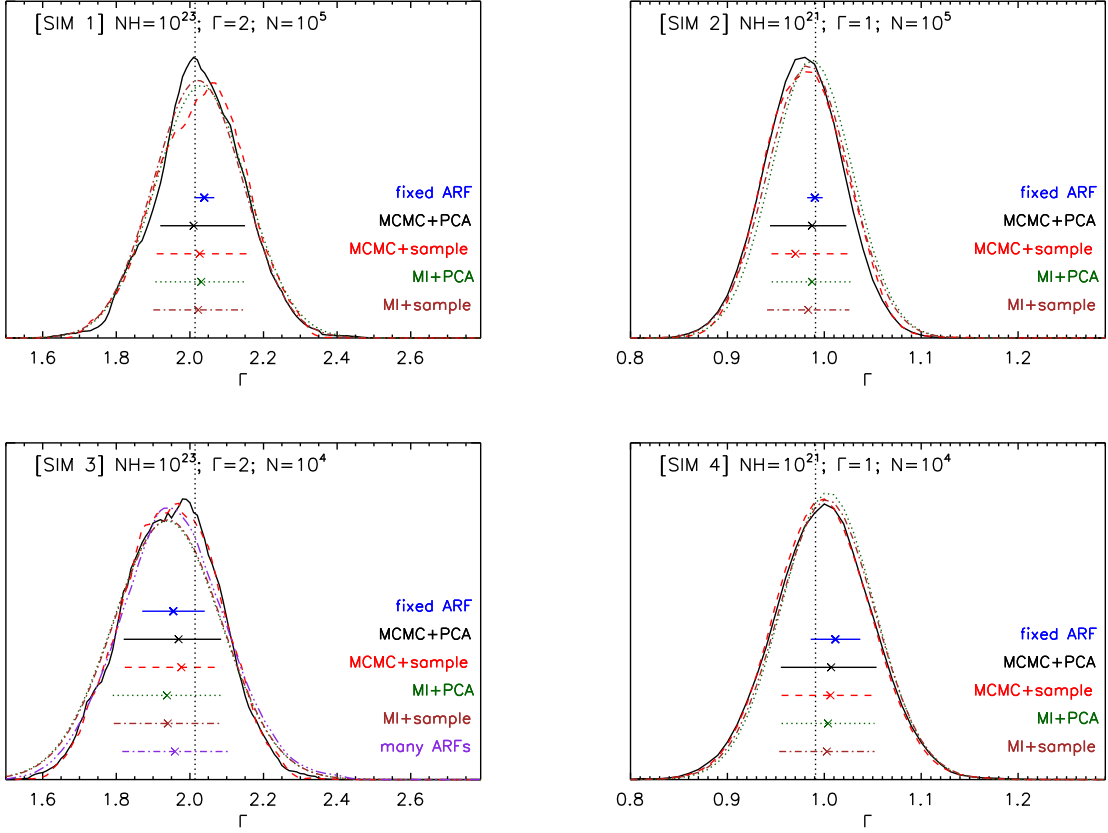 [SIM 1] NH=10²³; Γ=2; N=10⁵
fixed ARF
MCMC+PCA
MCMC+sample
MI+PCA
MI+sample
1.6 1.8 2.0 2.2 2.4 2.6
Γ
[SIM 2] NH=10²¹; Γ=1; N=10⁵
fixed ARF
MCMC+PCA
MCMC+sample
MI+PCA
MI+sample
0.8 0.9 1.0 1.1 1.2
Γ
[SIM 3] NH=10²³; Γ=2; N=10⁴
fixed ARF
MCMC+PCA
MCMC+sample
MI+PCA
MI+sample
many ARFs
1.6 1.8 2.0 2.2 2.4 2.6
Γ
[SIM 4] NH=10²¹; Γ=1; N=10⁴
fixed ARF
MCMC+PCA
MCMC+sample
MI+PCA
MI+sample
0.8 0.9 1.0 1.1 1.2
Γ